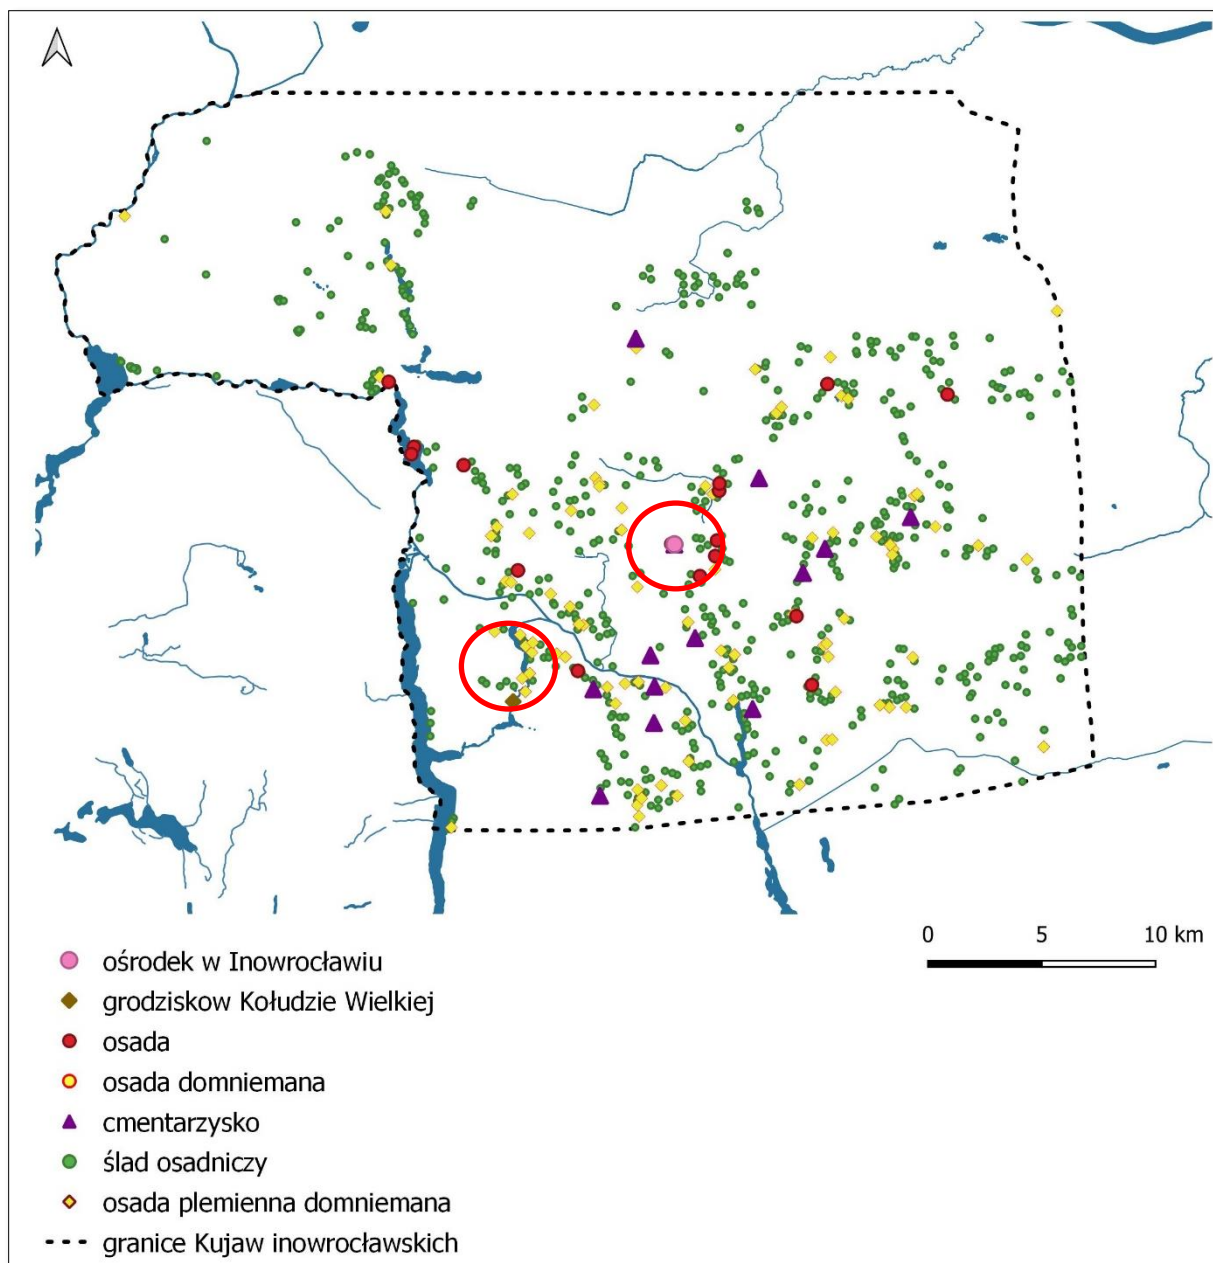 0 5 10 km
ośrodek w Inowrocławiu
grodziskow Kołudzie Wielkiej
osada
osada domniemana
cmentarzysko
ślad osadniczy
osada plemienna domniemana
granice Kujaw inowrocławskich